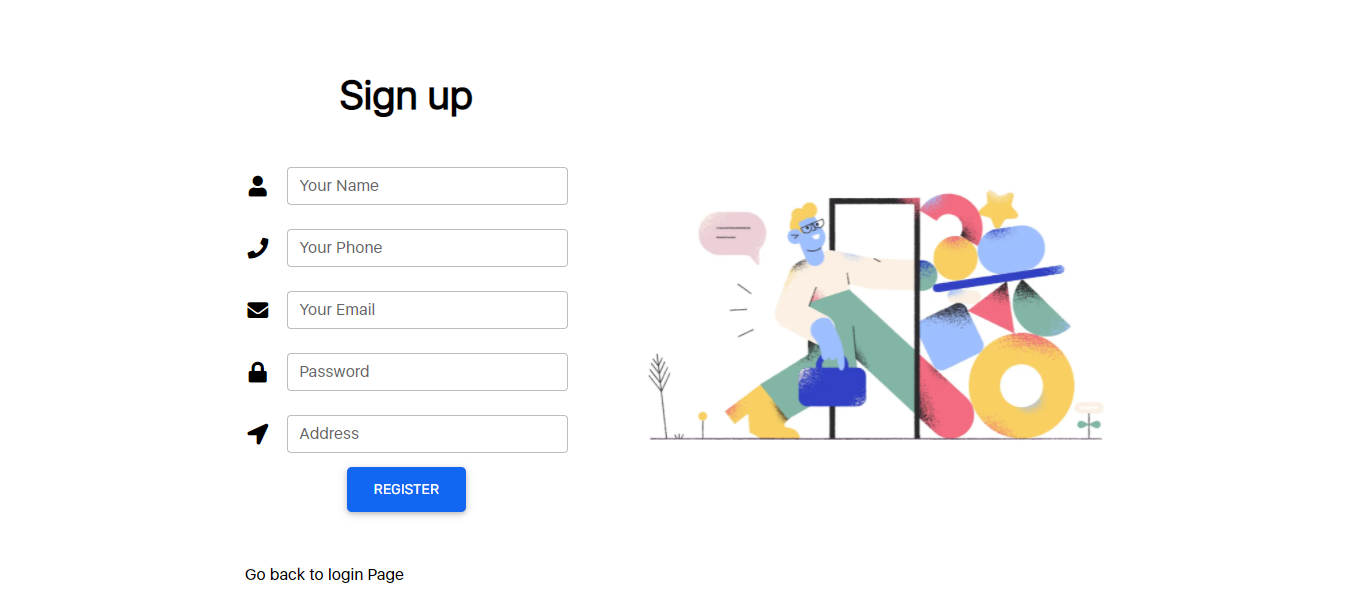 Sign up
Your Name
Your Phone
Your Email
Password
Address
REGISTER
Go back to login Page